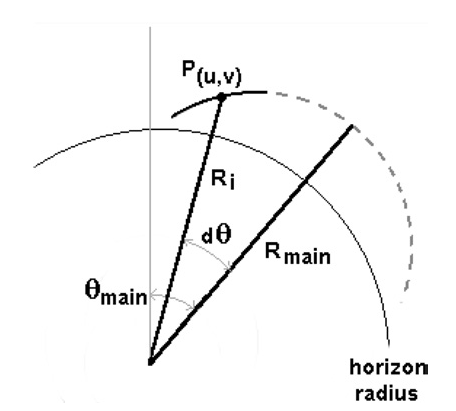 P(u,v)
Ri
dθ
Rmain
θmain
horizon
radius